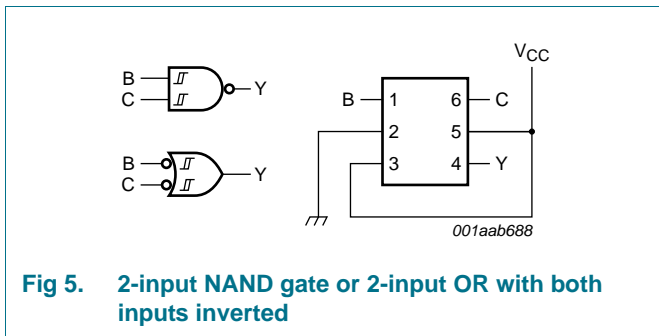 B
C
Y
B
C
Y
V_CC
B 1 6 C
2 5
3 4 Y
001aab688
Fig 5. 2-input NAND gate or 2-input OR with both
inputs inverted